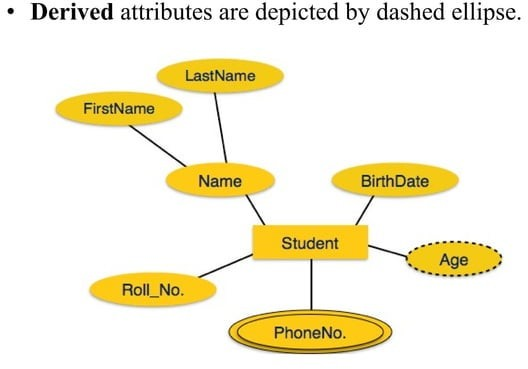 • Derived attributes are depicted by dashed ellipse.
LastName
FirstName
Name
BirthDate
Student
Age
Roll_No.
PhoneNo.